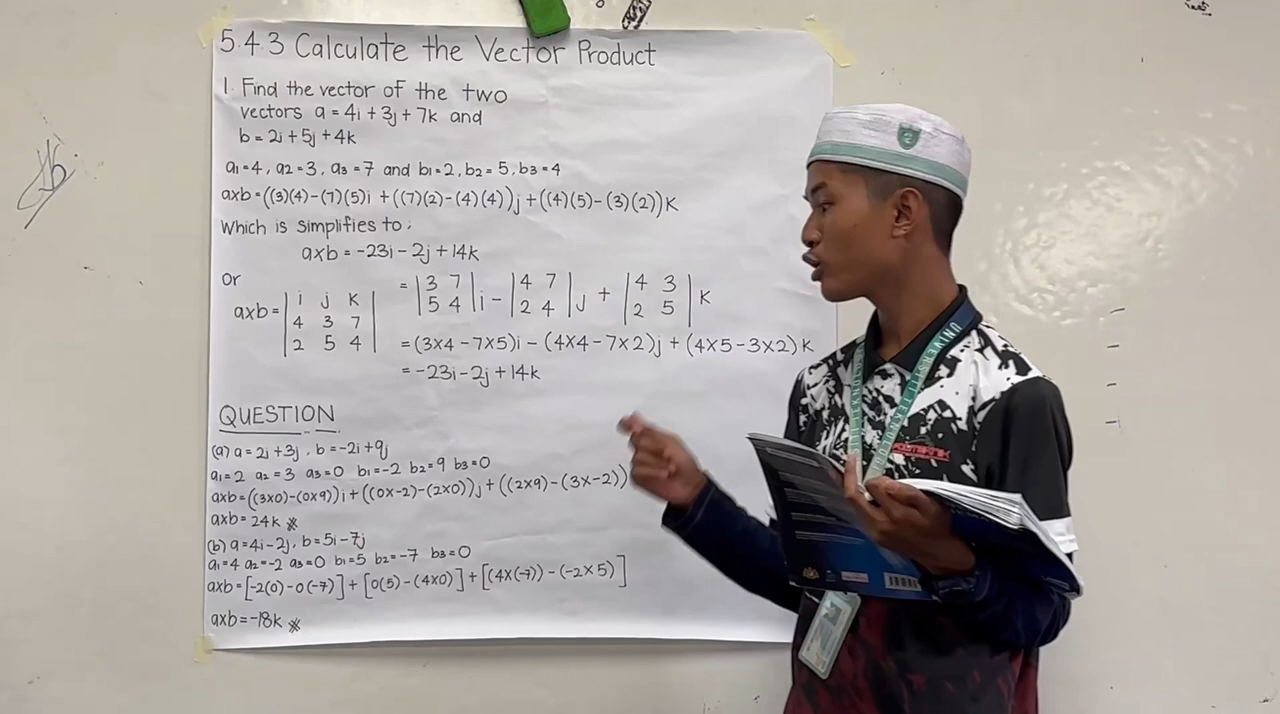 5.4.3 Calculate the Vector Product
1. Find the vector of the two
vectors a = 4i + 3j + 7k and
b = 2i + 5j + 4k
a₁=4, a₂=3, a₃=7 and b₁=2, b₂=5, b₃=4
axb=((3)(4)-(7)(5)i +((7)(2)-(4)(4))j+((4)(5)-(3)(2))K
Which is simplifies to;
axb = -23i - 2j + 14k
Or
axb= | i j K | = | 3 7 | i - | 4 7 | j + | 4 3 | K
| 4 3 7 | | 5 4 | | 2 4 | | 2 5 |
| 2 5 4 | = (3x4 - 7x5)i - (4x4 - 7x2)j + (4x5 - 3x2)K
= -23i - 2j + 14k
QUESTION
(a) a = 2i + 3j , b = -2i + 9j
a₁=2 a₂=3 a₃=0 b₁=-2 b₂=9 b₃=0
axb=((3x0)-(0x9))i+((0x-2)-(2x0))j+((2x9)-(3x-2))
axb = 24k
(b) a=4i-2j, b=5i-7j
a₁=4 a₂=-2 a₃=0 b₁=5 b₂=-7 b₃=0
axb=[-2(0)-0(-7)]+[0(5)-(4x0)]+[(4x(-7))-(-2x5)]
axb=-18k